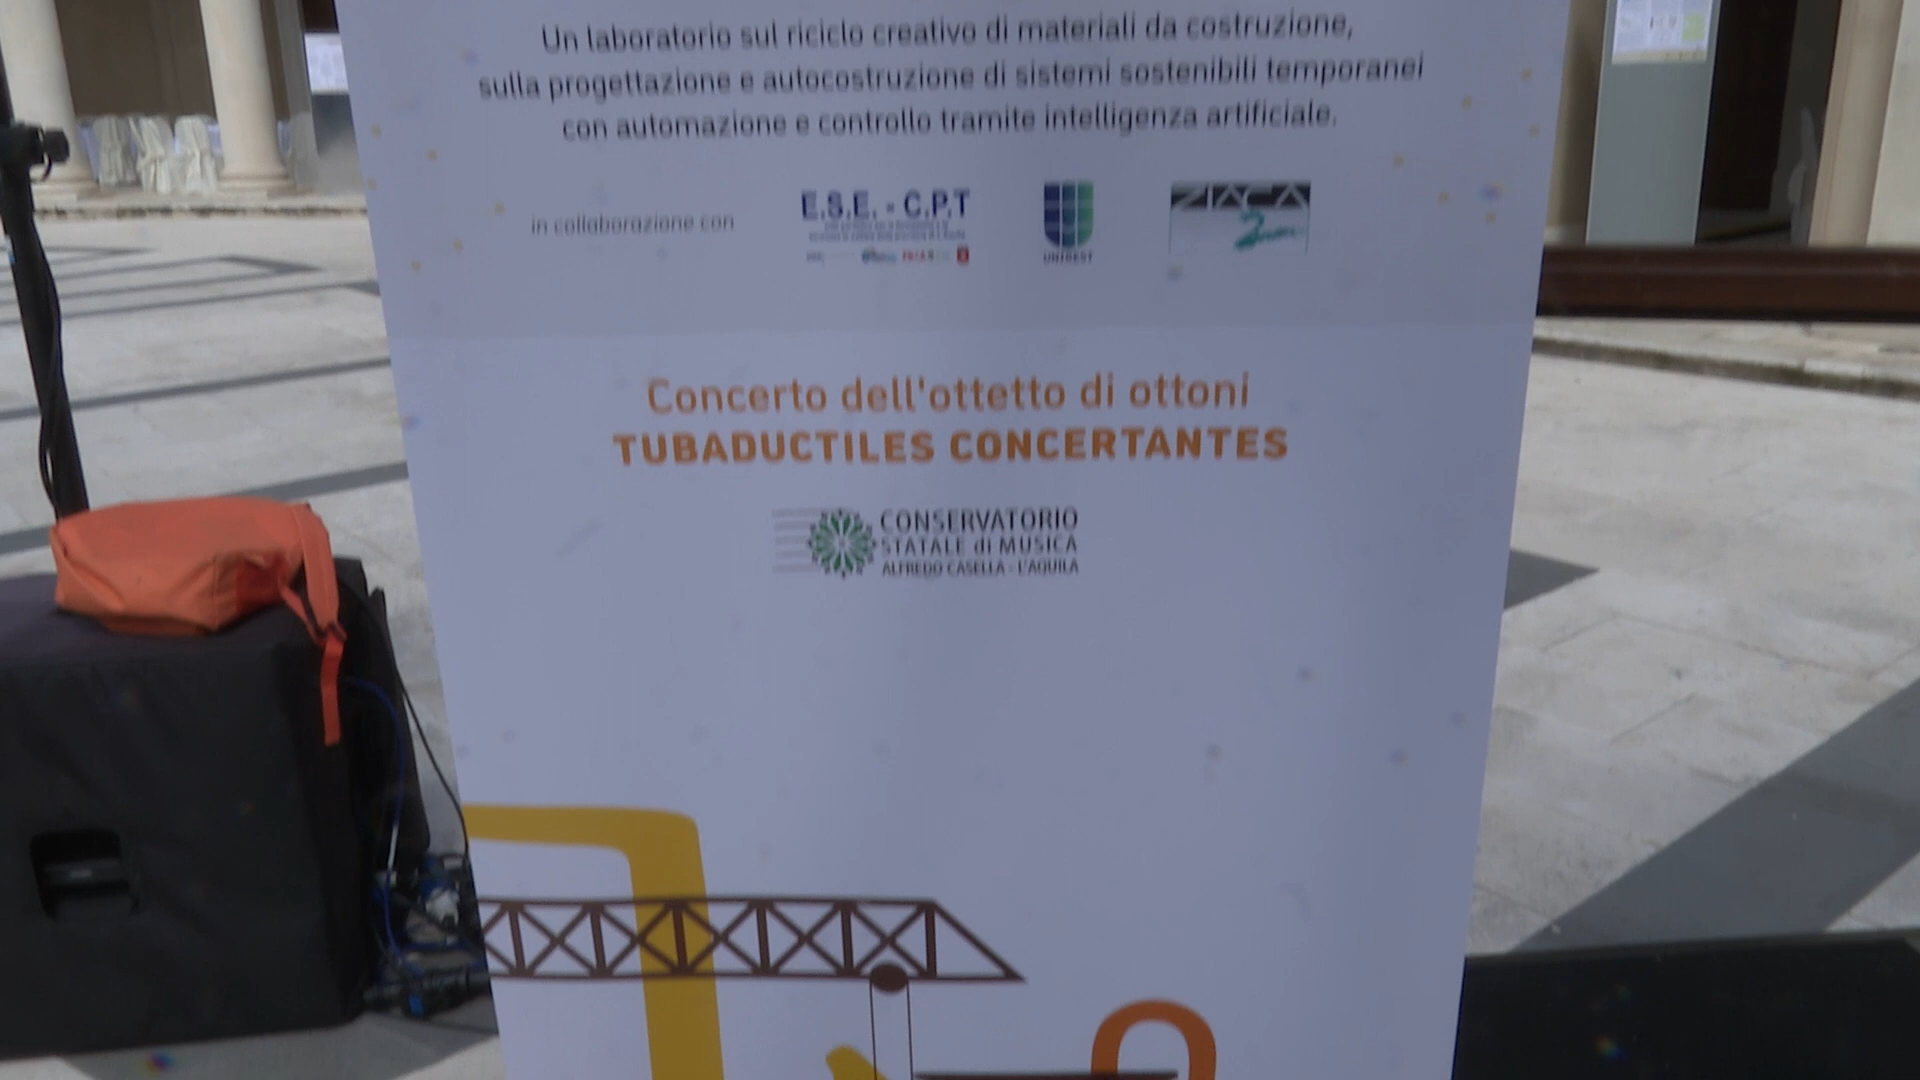 Un laboratorio sul riciclo creativo di materiali da costruzione,
sulla progettazione e autocostruzione di sistemi sostenibili temporanei
con automazione e controllo tramite intelligenza artificiale.
in collaborazione con
E.S.E. - C.P.T
UNIREST
ZIACA
Concerto dell'ottetto di ottoni
TUBADUCTILES CONCERTANTES
CONSERVATORIO
STATALE di MUSICA
ALFREDO CASELLA - L'AQUILA